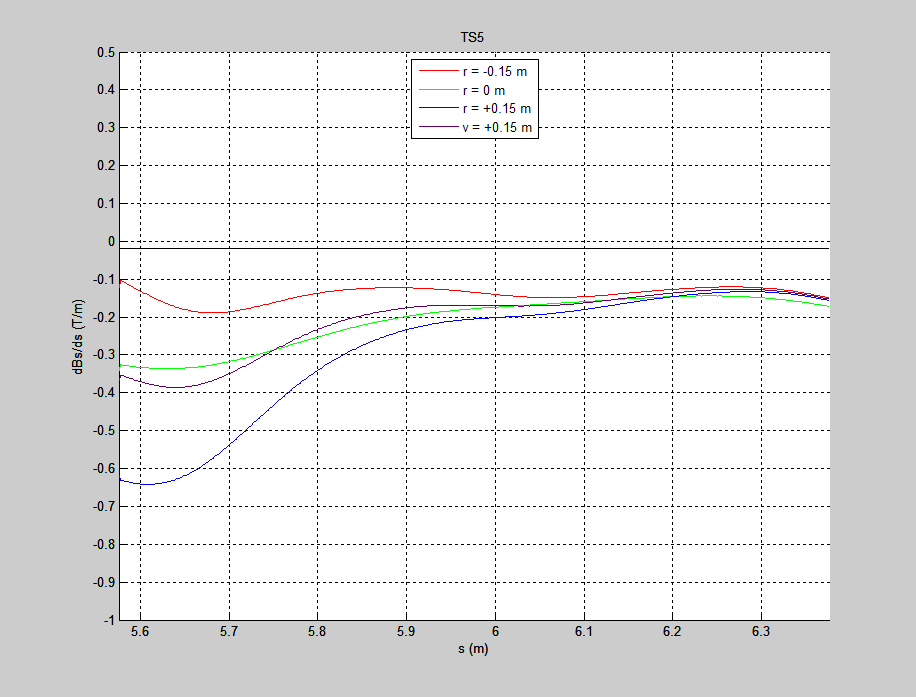 TS5
0.5
0.4
0.3
0.2
0.1
0
-0.1
-0.2
-0.3
-0.4
-0.5
-0.6
-0.7
-0.8
-0.9
-1
dBs/ds (T/m)
r = -0.15 m
r = 0 m
r = +0.15 m
v = +0.15 m
5.6 5.7 5.8 5.9 6 6.1 6.2 6.3
s (m)